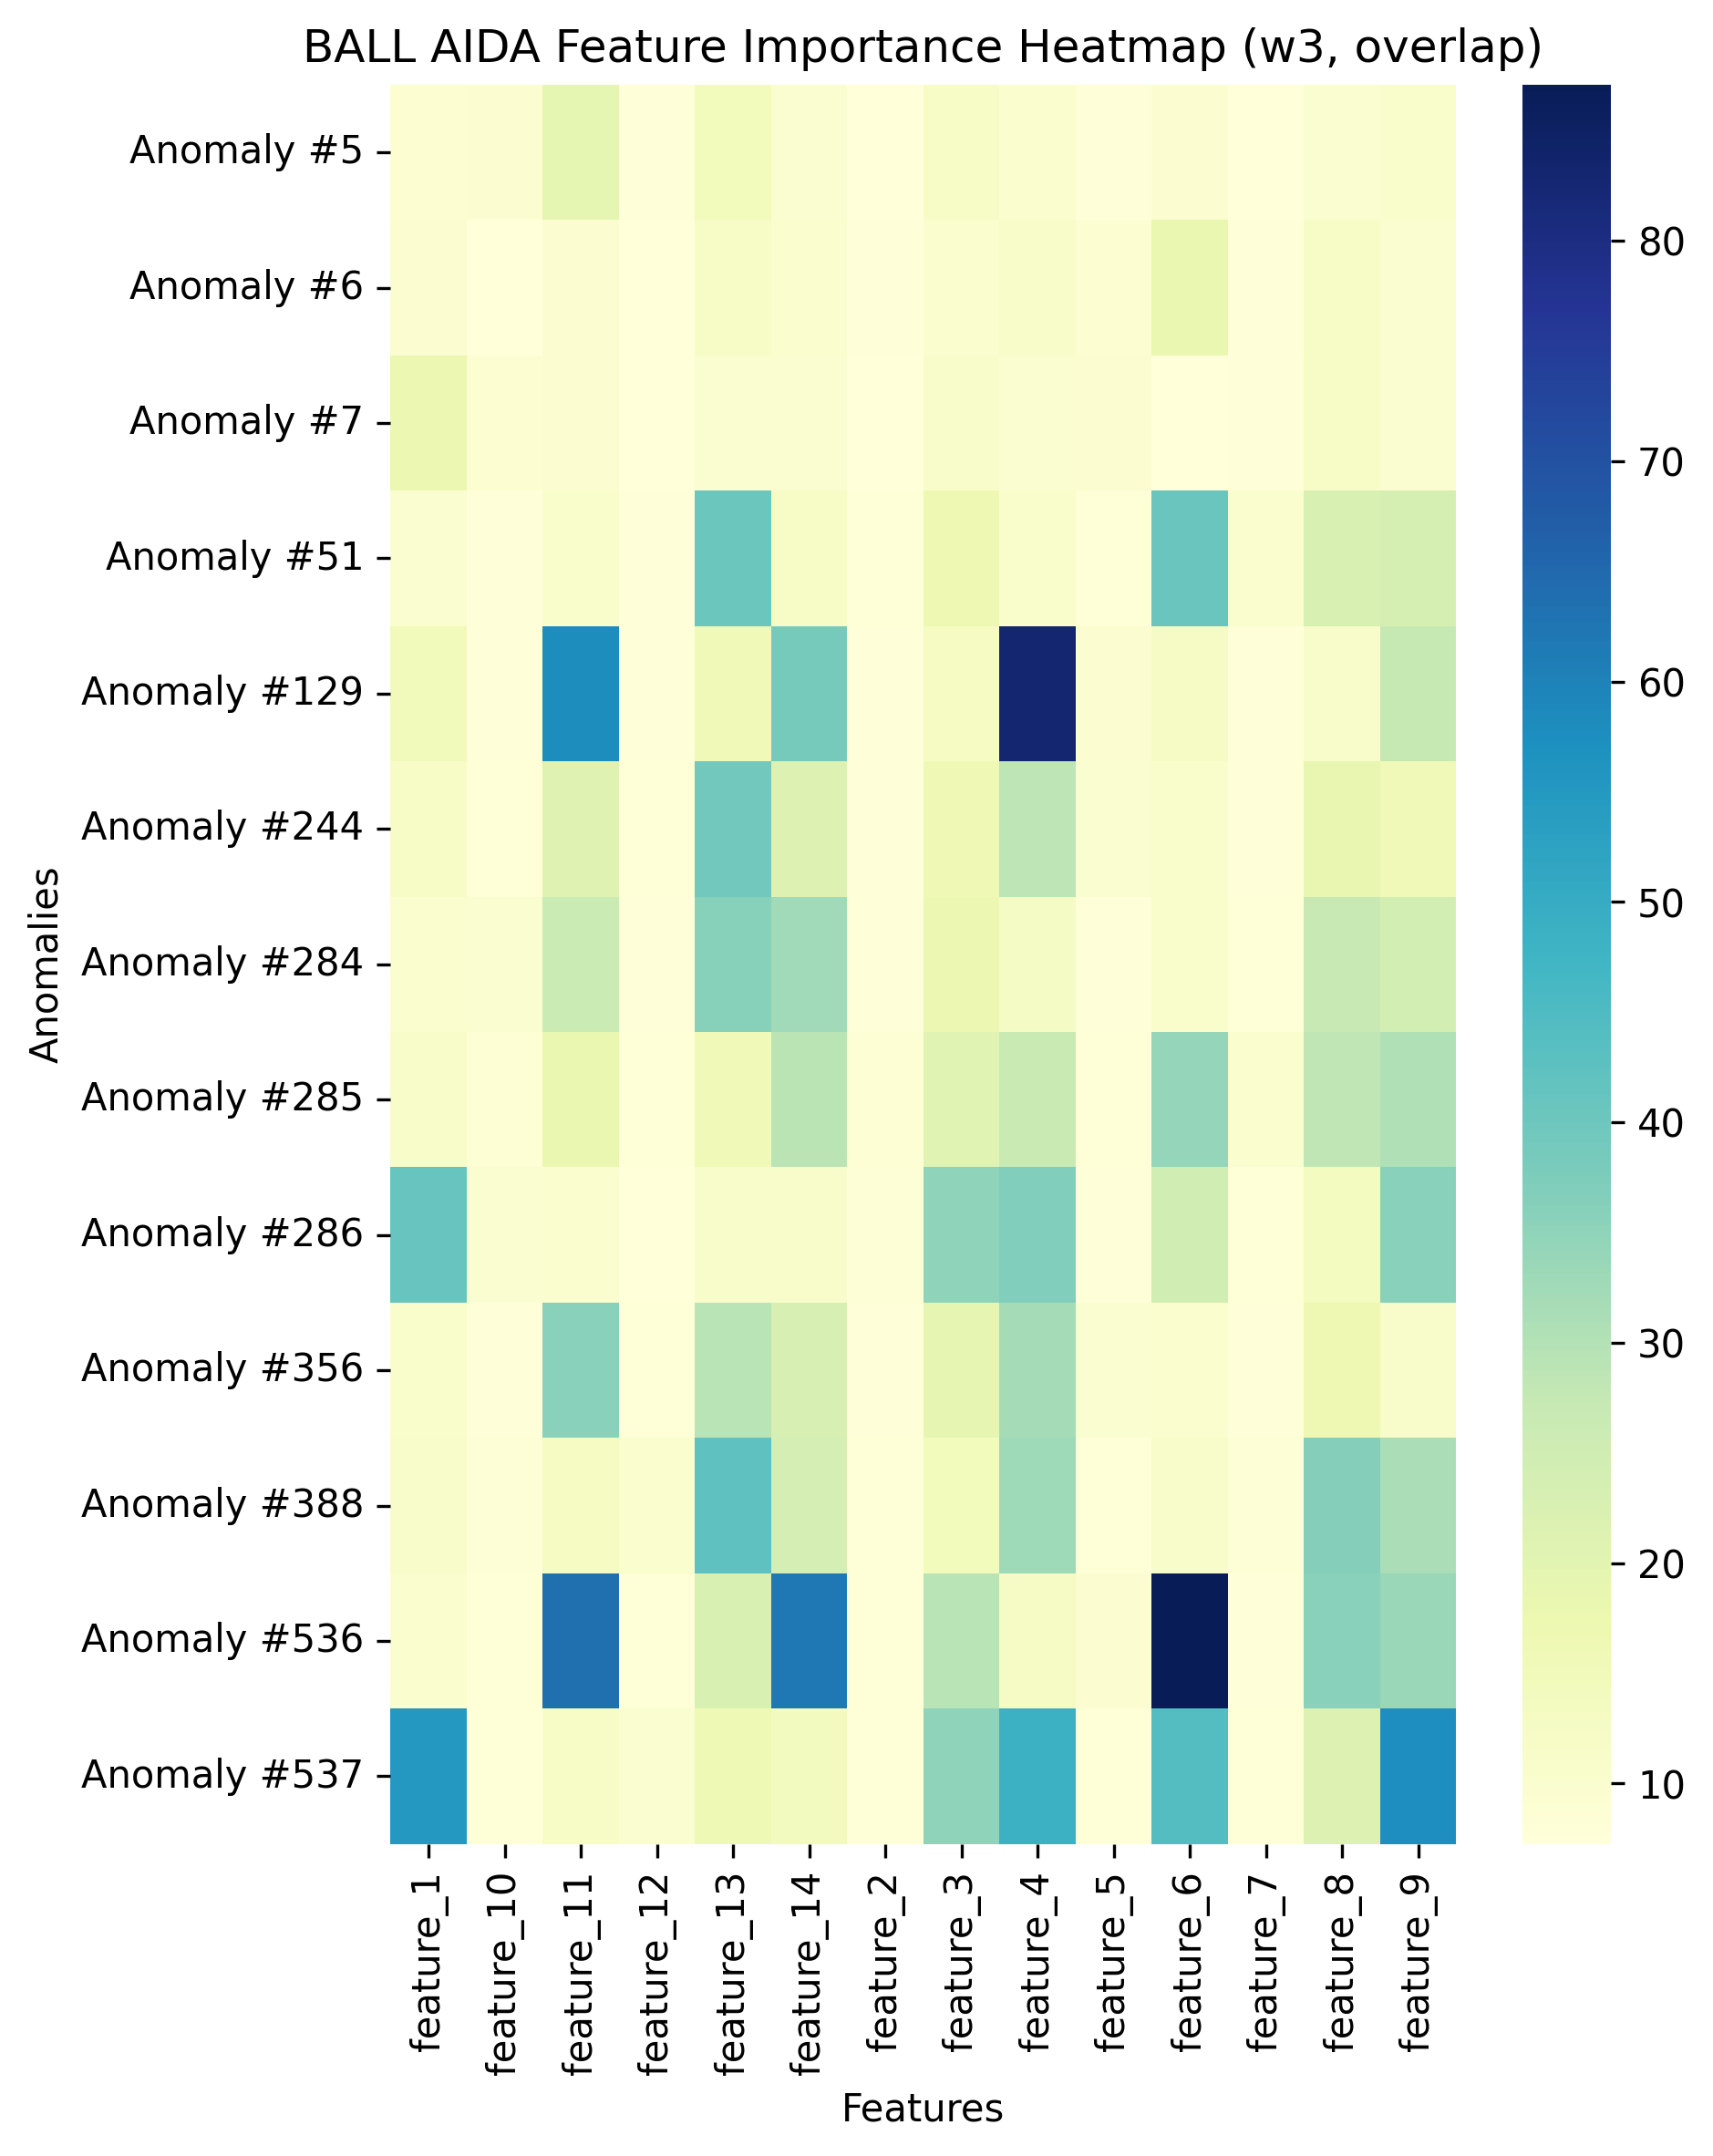 BALL AIDA Feature Importance Heatmap (w3, overlap)
Anomaly #5
Anomaly #6
Anomaly #7
Anomaly #51
Anomaly #129
Anomaly #244
Anomaly #284
Anomaly #285
Anomaly #286
Anomaly #356
Anomaly #388
Anomaly #536
Anomaly #537
Anomalies
feature_1
feature_10
feature_11
feature_12
feature_13
feature_14
feature_2
feature_3
feature_4
feature_5
feature_6
feature_7
feature_8
feature_9
Features
80
70
60
50
40
30
20
10